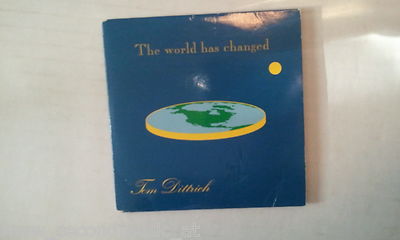 The world has changed
Tom Dittrich